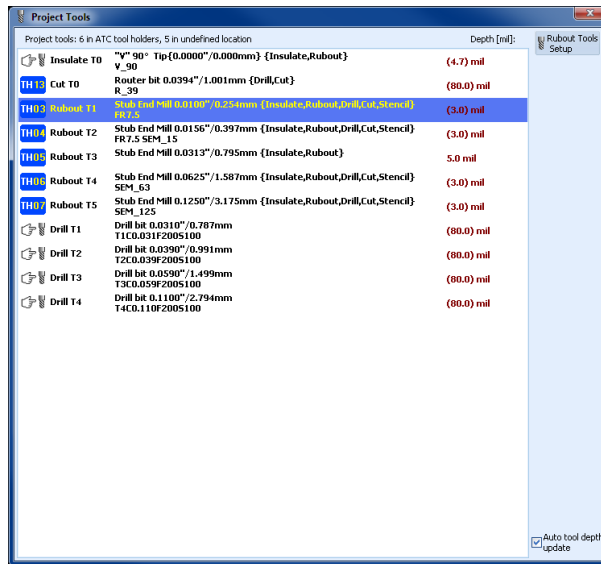 Project Tools
Project tools: 6 in ATC tool holders, 5 in undefined location Depth [mil]:
Rubout Tools
Setup
Insulate T0 "V" 90° Tip{0.0000"/0.000mm} {Insulate,Rubout} (4.7) mil
V_90
TH13 Cut T0 Router bit 0.0394"/1.001mm {Drill,Cut} (80.0) mil
R_39
TH03 Rubout T1 Stub End Mill 0.0100"/0.254mm {Insulate,Rubout,Drill,Cut,Stencil} (3.0) mil
FR7.5
TH04 Rubout T2 Stub End Mill 0.0156"/0.397mm {Insulate,Rubout,Drill,Cut,Stencil} (3.0) mil
FR7.5 SEM_15
TH05 Rubout T3 Stub End Mill 0.0313"/0.795mm {Insulate,Rubout} 5.0 mil
TH06 Rubout T4 Stub End Mill 0.0625"/1.587mm {Insulate,Rubout,Drill,Cut,Stencil} (3.0) mil
SEM_63
TH07 Rubout T5 Stub End Mill 0.1250"/3.175mm {Insulate,Rubout,Drill,Cut,Stencil} (3.0) mil
SEM_125
Drill T1 Drill bit 0.0310"/0.787mm (80.0) mil
T1C0.031F200S100
Drill T2 Drill bit 0.0390"/0.991mm (80.0) mil
T2C0.039F200S100
Drill T3 Drill bit 0.0590"/1.499mm (80.0) mil
T3C0.059F200S100
Drill T4 Drill bit 0.1100"/2.794mm (80.0) mil
T4C0.110F200S100
Auto tool depth
update